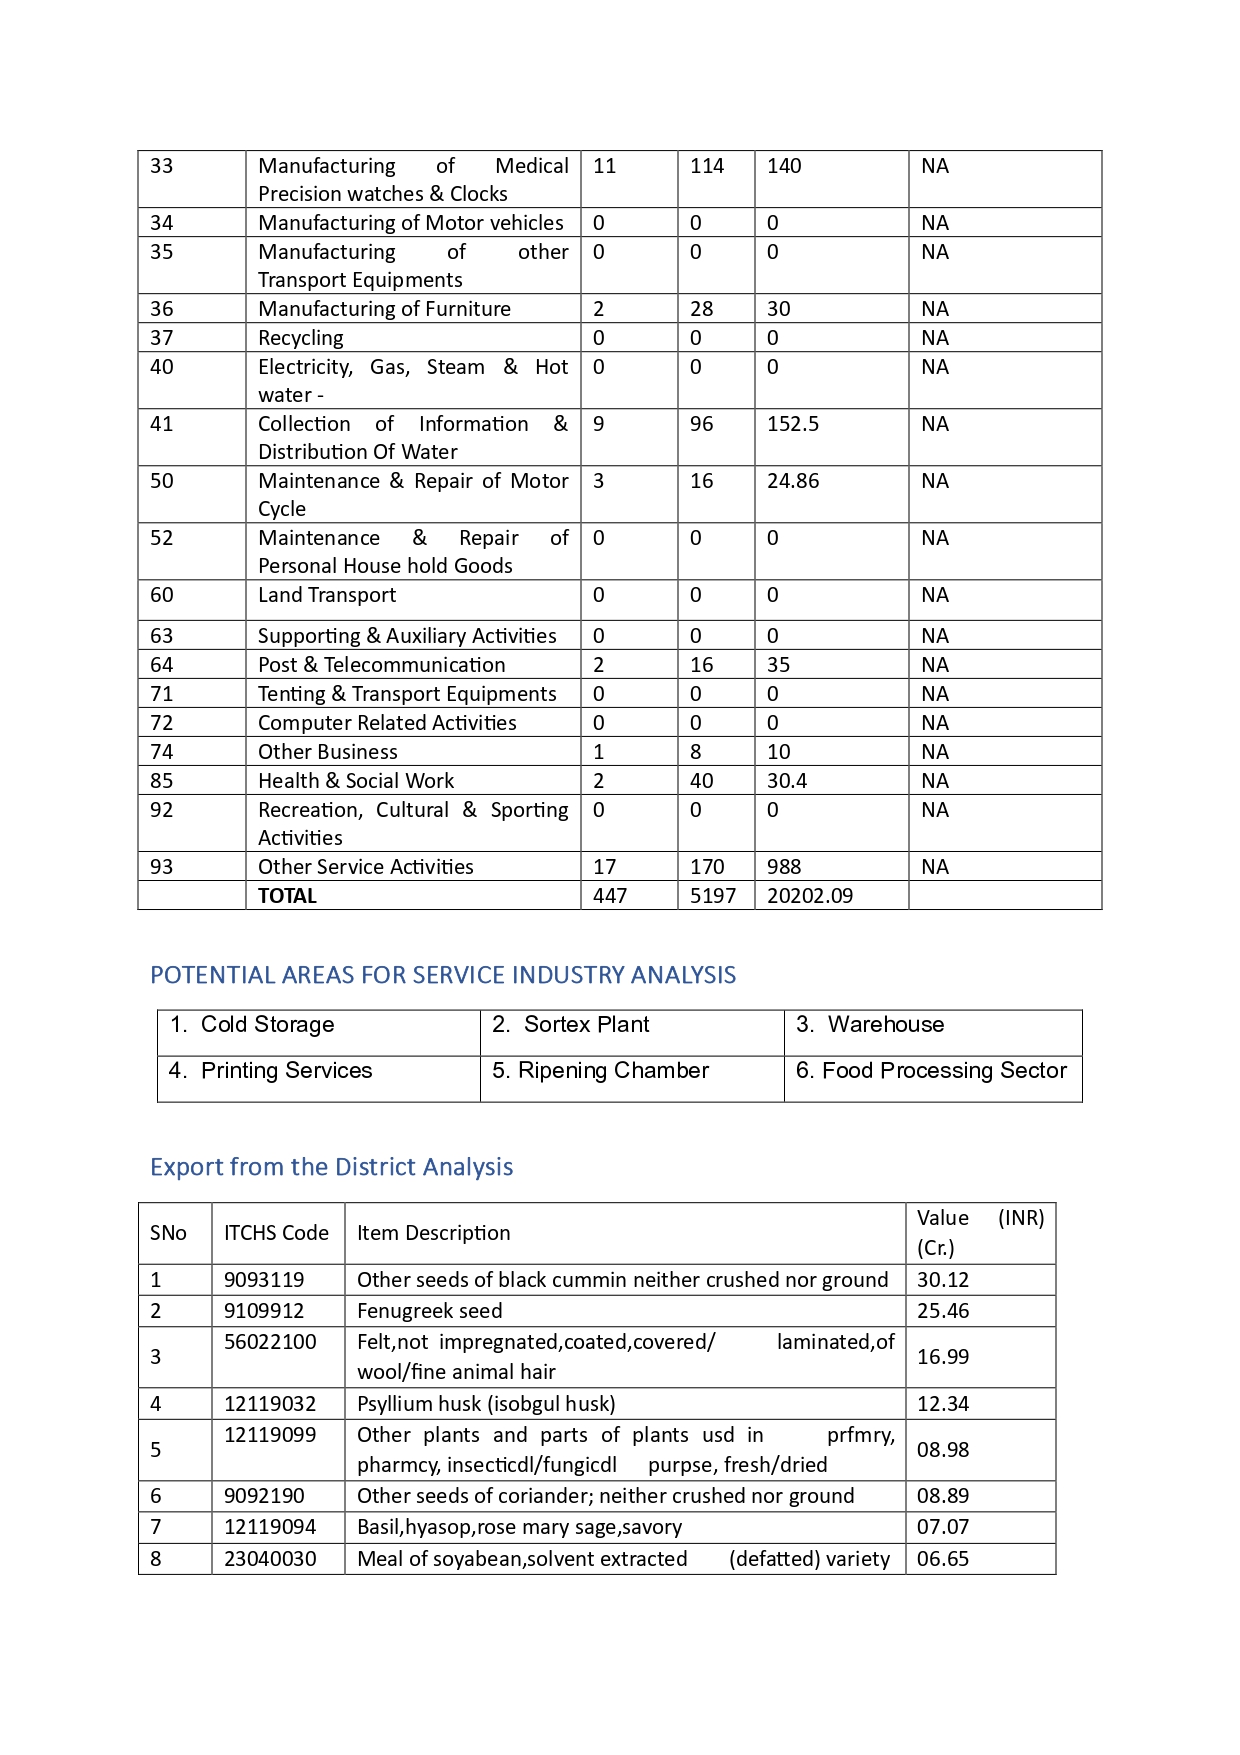 33 Manufacturing of Medical 11 114 140 NA
Precision watches & Clocks
34 Manufacturing of Motor vehicles 0 0 0 NA
35 Manufacturing of other 0 0 0 NA
Transport Equipments
36 Manufacturing of Furniture 2 28 30 NA
37 Recycling 0 0 0 NA
40 Electricity, Gas, Steam & Hot 0 0 0 NA
water -
41 Collection of Information & 9 96 152.5 NA
Distribution Of Water
50 Maintenance & Repair of Motor 3 16 24.86 NA
Cycle
52 Maintenance & Repair of 0 0 0 NA
Personal House hold Goods
60 Land Transport 0 0 0 NA
63 Supporting & Auxiliary Activities 0 0 0 NA
64 Post & Telecommunication 2 16 35 NA
71 Tenting & Transport Equipments 0 0 0 NA
72 Computer Related Activities 0 0 0 NA
74 Other Business 1 8 10 NA
85 Health & Social Work 2 40 30.4 NA
92 Recreation, Cultural & Sporting 0 0 0 NA
Activities
93 Other Service Activities 17 170 988 NA
TOTAL 447 5197 20202.09
POTENTIAL AREAS FOR SERVICE INDUSTRY ANALYSIS
1. Cold Storage 2. Sortex Plant 3. Warehouse
4. Printing Services 5. Ripening Chamber 6. Food Processing Sector
Export from the District Analysis
SNo ITCHS Code Item Description Value (INR)
(Cr.)
1 9093119 Other seeds of black cummin neither crushed nor ground 30.12
2 9109912 Fenugreek seed 25.46
3 56022100 Felt,not impregnated,coated,covered/ laminated,of 16.99
wool/fine animal hair
4 12119032 Psyllium husk (isobgul husk) 12.34
5 12119099 Other plants and parts of plants usd in prfmry, 08.98
pharmcy, insecticdl/fungicdl purpse, fresh/dried
6 9092190 Other seeds of coriander; neither crushed nor ground 08.89
7 12119094 Basil,hyasop,rose mary sage,savory 07.07
8 23040030 Meal of soyabean,solvent extracted (defatted) variety 06.65